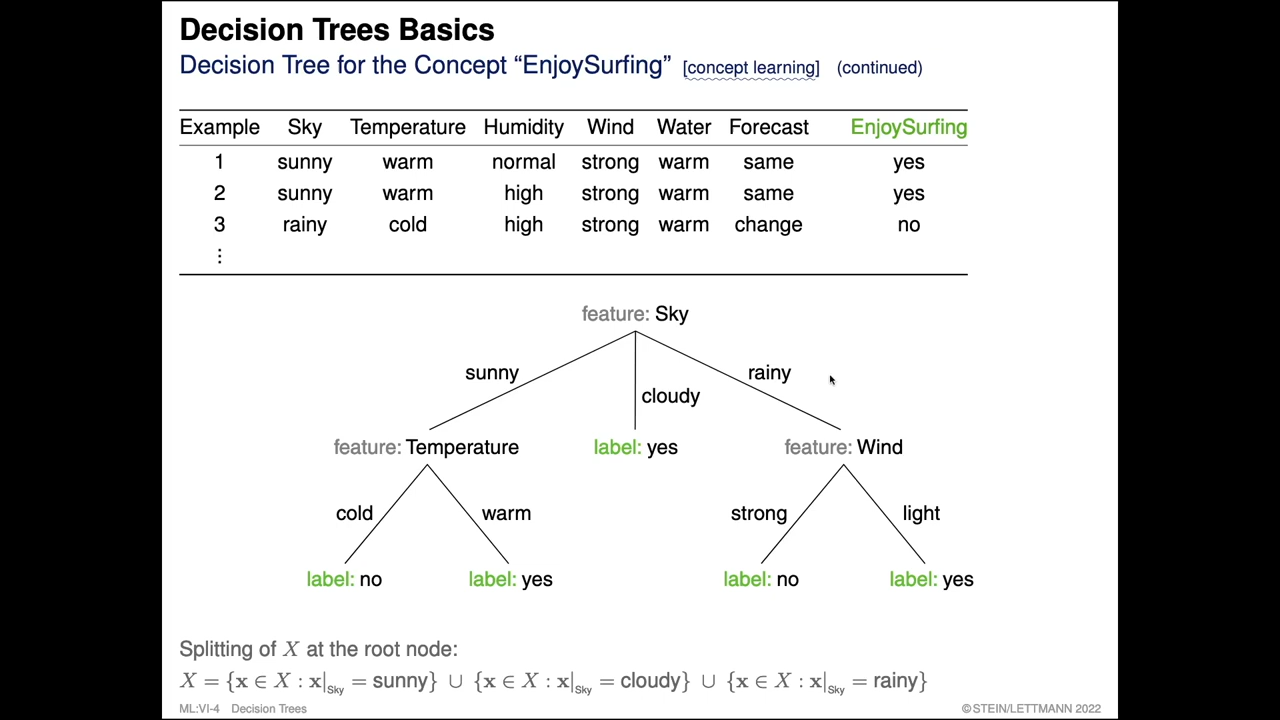 Decision Trees Basics
Decision Tree for the Concept “EnjoySurfing” [concept learning] (continued)
Example Sky Temperature Humidity Wind Water Forecast EnjoySurfing
1 sunny warm normal strong warm same yes
2 sunny warm high strong warm same yes
3 rainy cold high strong warm change no
⋮
feature: Sky
sunny cloudy rainy
feature: Temperature label: yes feature: Wind
cold warm strong light
label: no label: yes label: no label: yes
Splitting of X at the root node:
X = {x ∈ X : x|Sky = sunny} ∪ {x ∈ X : x|Sky = cloudy} ∪ {x ∈ X : x|Sky = rainy}
ML:VI-4 Decision Trees ©STEIN/LETTMANN 2022